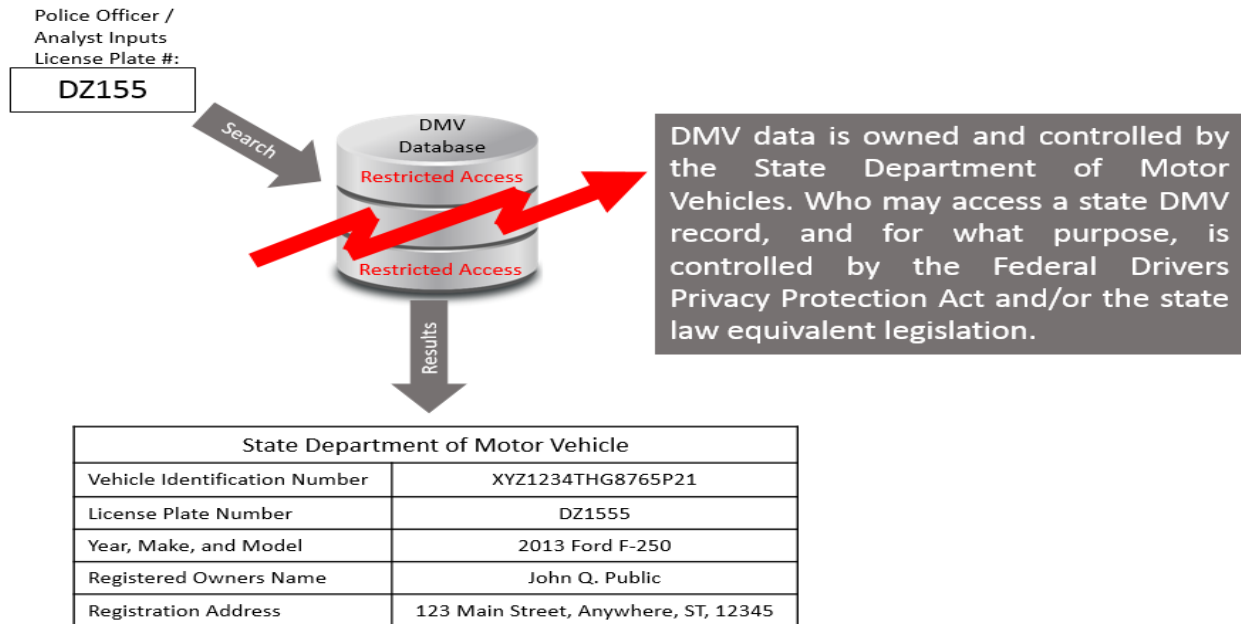 Police Officer /
Analyst Inputs
License Plate #:
DZ155
Search
DMV
Database
Restricted Access
Restricted Access
DMV data is owned and controlled by
the State Department of Motor
Vehicles. Who may access a state DMV
record, and for what purpose, is
controlled by the Federal Drivers
Privacy Protection Act and/or the state
law equivalent legislation.
Results
State Department of Motor Vehicle
Vehicle Identification Number XYZ1234THG8765P21
License Plate Number DZ1555
Year, Make, and Model 2013 Ford F-250
Registered Owners Name John Q. Public
Registration Address 123 Main Street, Anywhere, ST, 12345